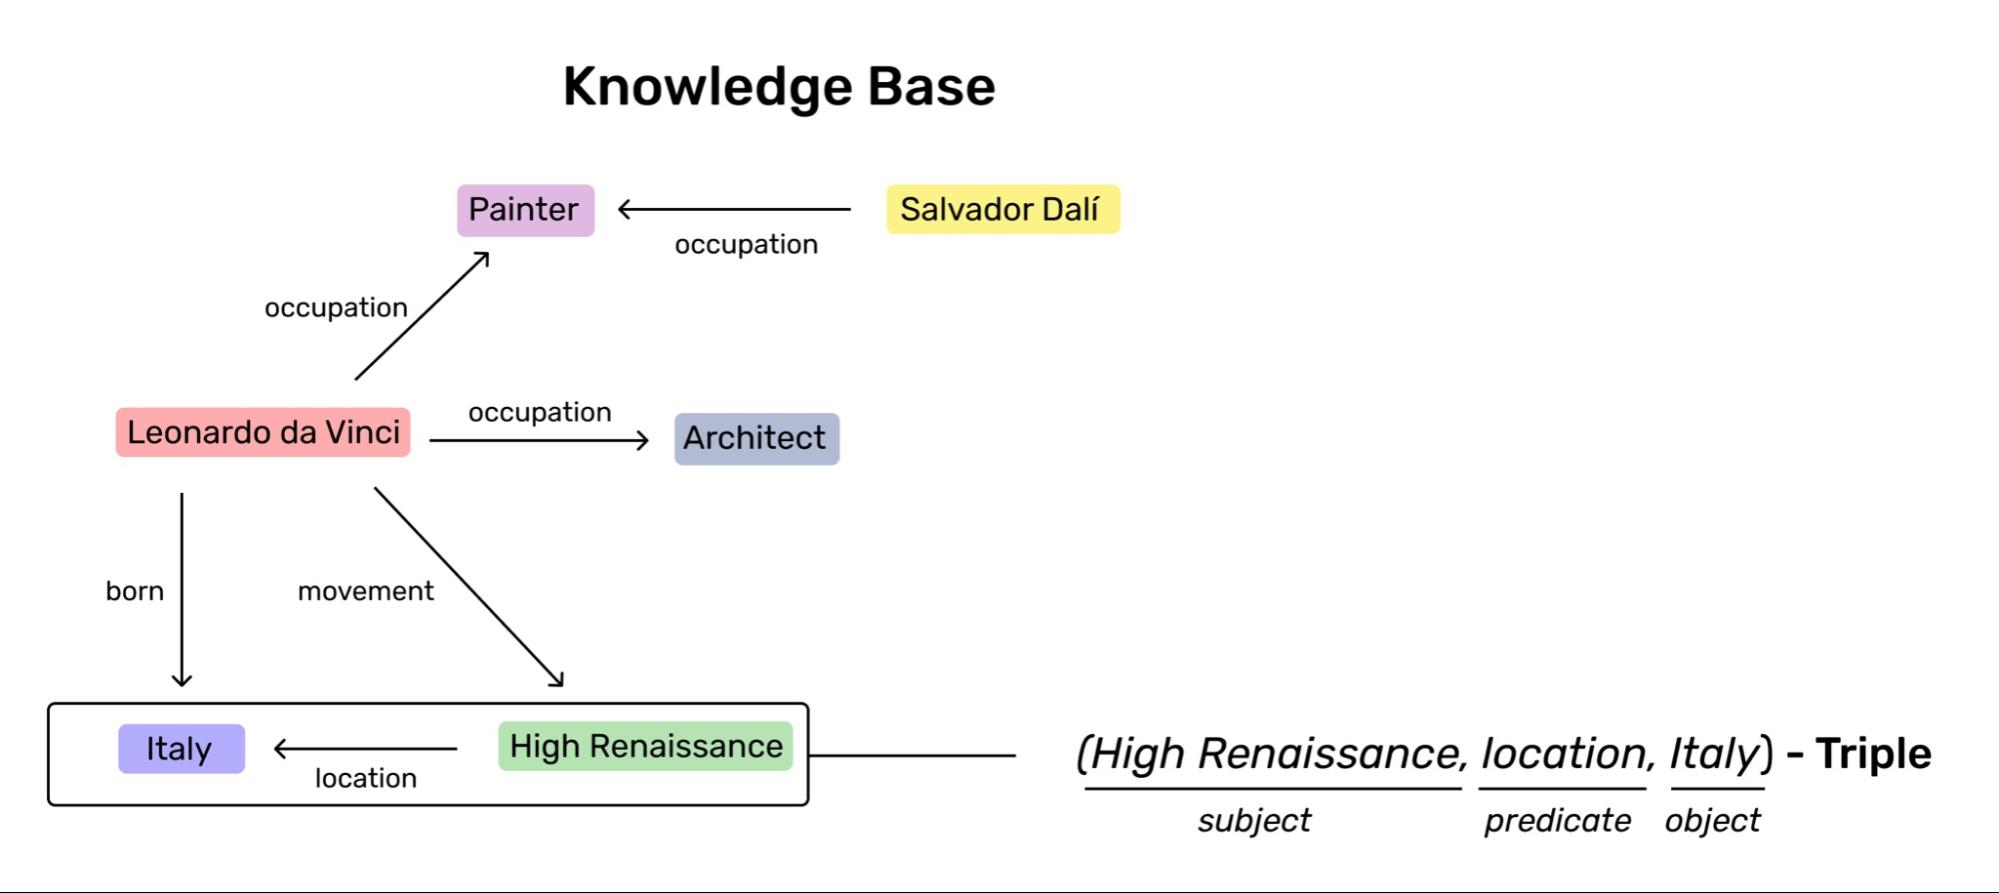 Knowledge Base
Painter
Salvador Dalí
occupation
occupation
occupation
Leonardo da Vinci
Architect
born
movement
Italy
High Renaissance
location
(High Renaissance, location, Italy) - Triple
subject predicate object